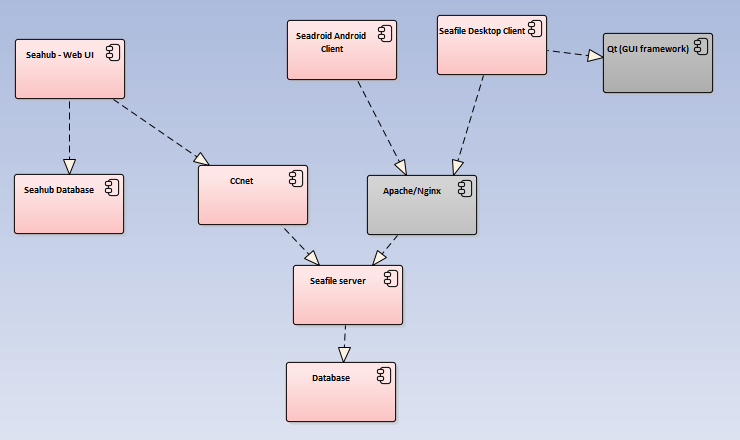 Seahub - Web UI
Seadroid Android
Client
Seafile Desktop Client
Qt (GUI framework)
Seahub Database
CCnet
Apache/Nginx
Seafile server
Database